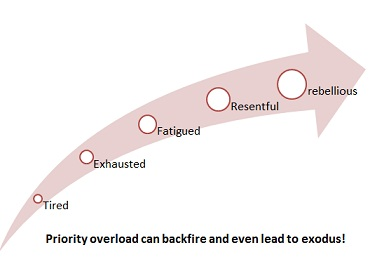 rebellious
Resentful
Fatigued
Exhausted
Tired
Priority overload can backfire and even lead to exodus!